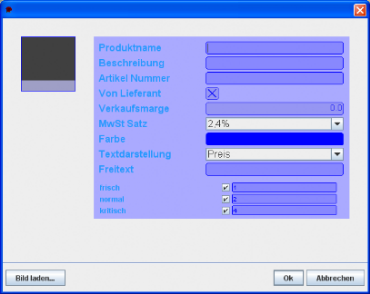 Produktname
Beschreibung
Artikel Nummer
Von Lieferant
Verkaufsmarge 0.0
MwSt Satz 2,4%
Farbe
Textdarstellung Preis
Freitext
frisch
normal
kritisch
Bild laden... Ok Abbrechen